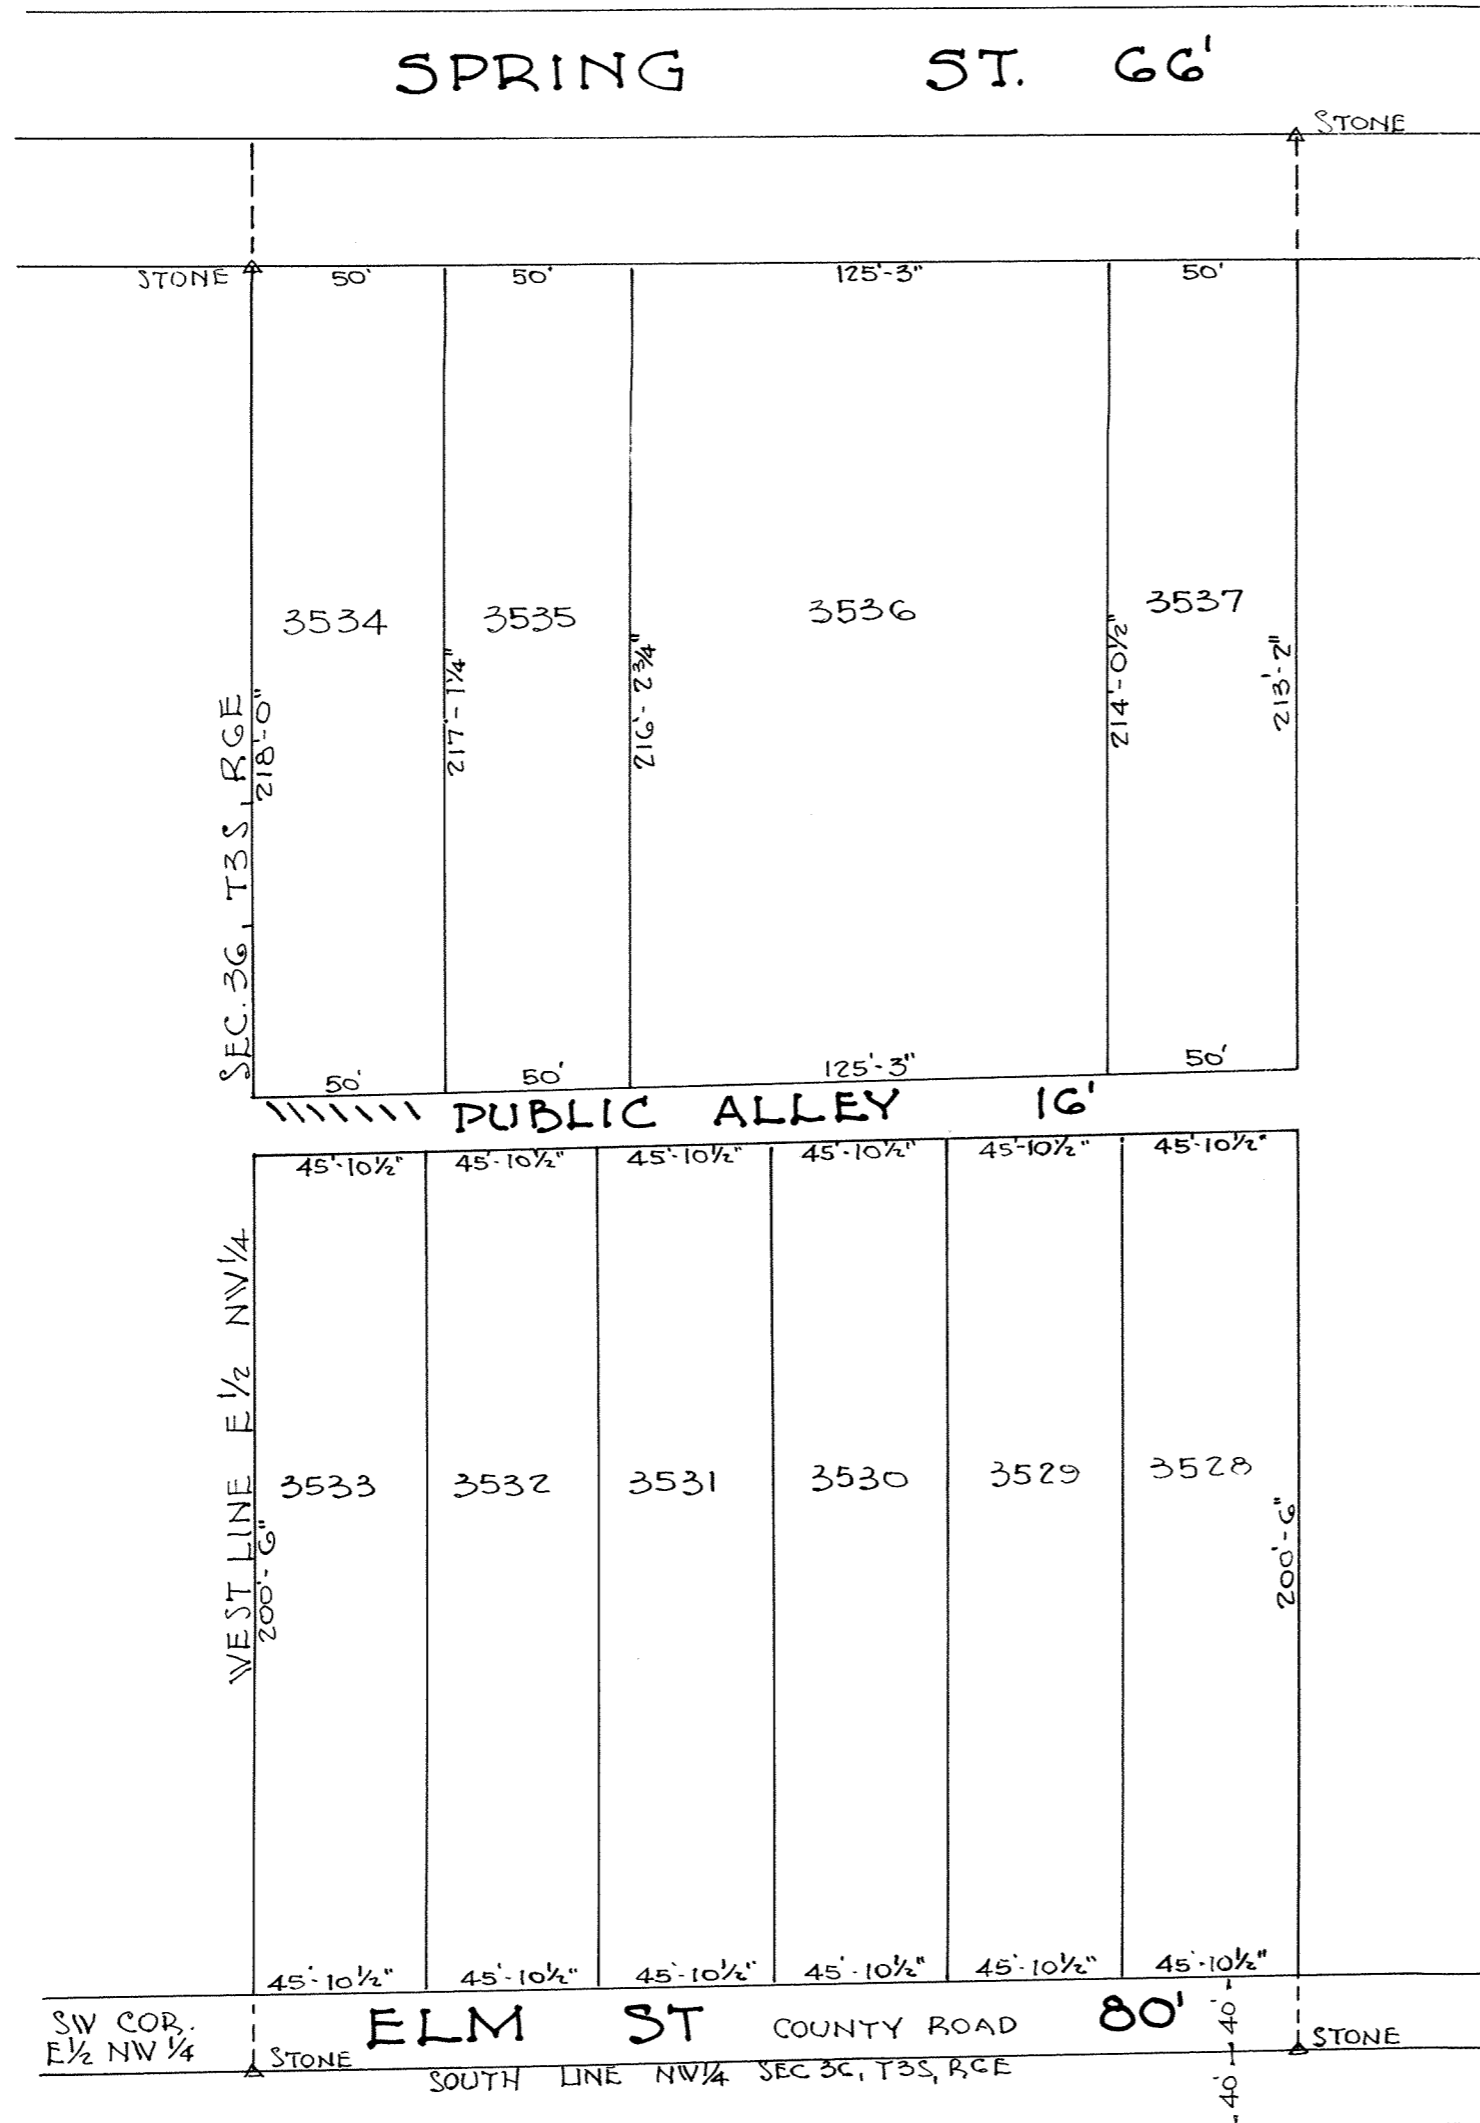 SPRING ST. 66'
STONE
STONE
50' 50' 125'-3" 50'
3534 3535 3536 3537
218'-0" 217'-1¼" 216'-2¾" 214'-0½" 213'-2"
SEC. 36, T3S, R6E
50' 50' 125'-3" 50'
PUBLIC ALLEY 16'
45'-10½" 45'-10½" 45'-10½" 45'-10½" 45'-10½" 45'-10½"
WEST LINE E½ NW¼
3533 3532 3531 3530 3529 3528
200'-6" 200'-6"
45'-10½" 45'-10½" 45'-10½" 45'-10½" 45'-10½" 45'-10½"
SW COR.
E½ NW ¼
ELM ST COUNTY ROAD 80'
40'
STONE
STONE
SOUTH LINE NW¼ SEC 36, T3S, R6E
40'